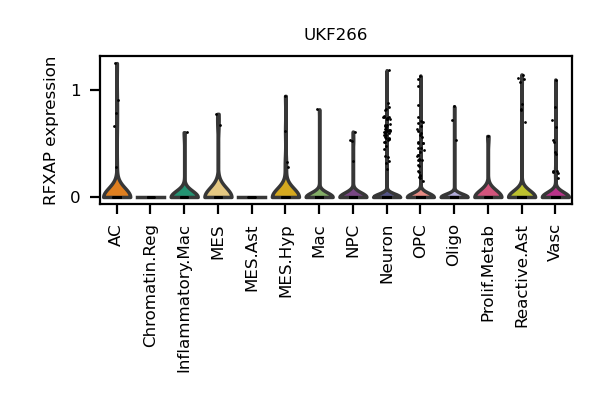 UKF266
RFXAP expression
1
0
AC
Chromatin.Reg
Inflammatory.Mac
MES
MES.Ast
MES.Hyp
Mac
NPC
Neuron
OPC
Oligo
Prolif.Metab
Reactive.Ast
Vasc